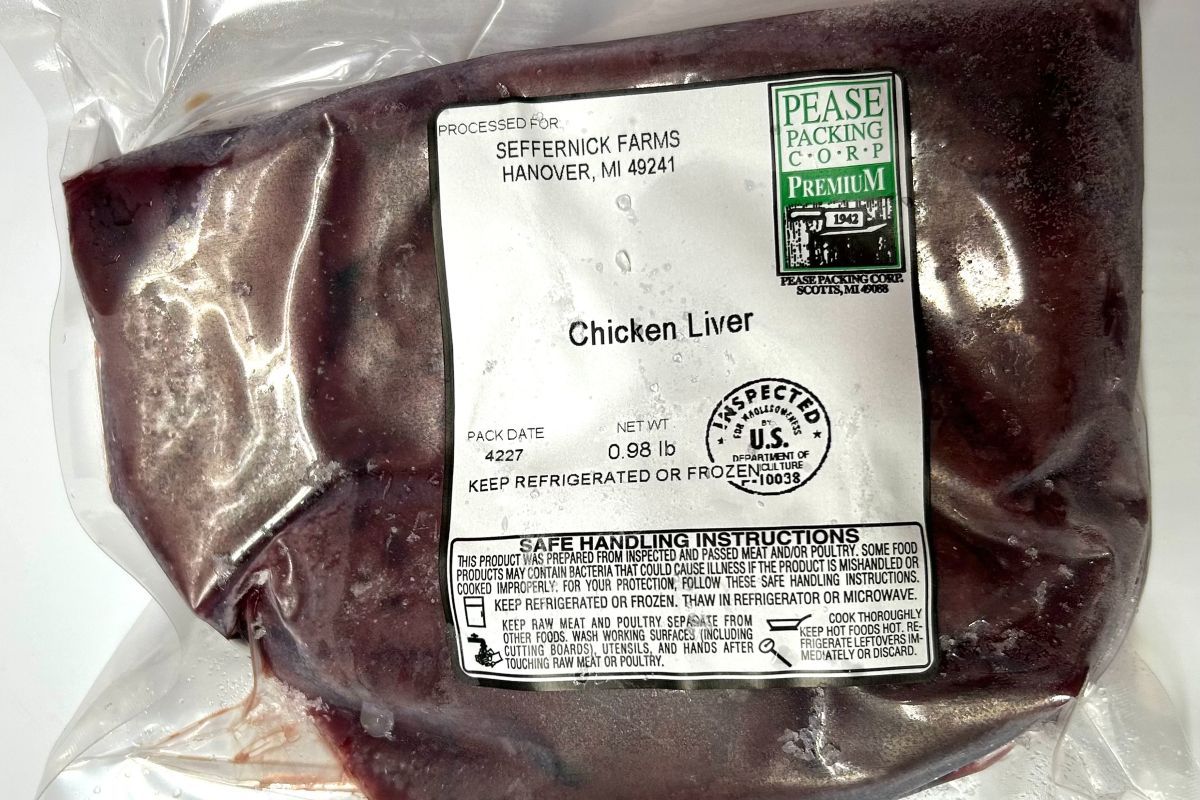 PROCESSED FOR
SEFFERNICK FARMS
HANOVER, MI 49241
PEASE
PACKING
C·O·R·P
PREMIUM
1942
PEASE PACKING CORP.
SCOTTS, MI 49088
Chicken Liver
PACK DATE
4227
NET WT
0.98 lb
INSPECTED
FOR WHOLESOMENESS
BY
U.S.
DEPARTMENT OF
P-10038
KEEP REFRIGERATED OR FROZEN
SAFE HANDLING INSTRUCTIONS
THIS PRODUCT WAS PREPARED FROM INSPECTED AND PASSED MEAT AND/OR POULTRY. SOME FOOD
PRODUCTS MAY CONTAIN BACTERIA THAT COULD CAUSE ILLNESS IF THE PRODUCT IS MISHANDLED OR
COOKED IMPROPERLY. FOR YOUR PROTECTION, FOLLOW THESE SAFE HANDLING INSTRUCTIONS.
KEEP REFRIGERATED OR FROZEN. THAW IN REFRIGERATOR OR MICROWAVE.
KEEP RAW MEAT AND POULTRY SEPARATE FROM
OTHER FOODS. WASH WORKING SURFACES (INCLUDING
CUTTING BOARDS), UTENSILS, AND HANDS AFTER
TOUCHING RAW MEAT OR POULTRY.
COOK THOROUGHLY
KEEP HOT FOODS HOT. RE-
FRIGERATE LEFTOVERS IM-
MEDIATELY OR DISCARD.